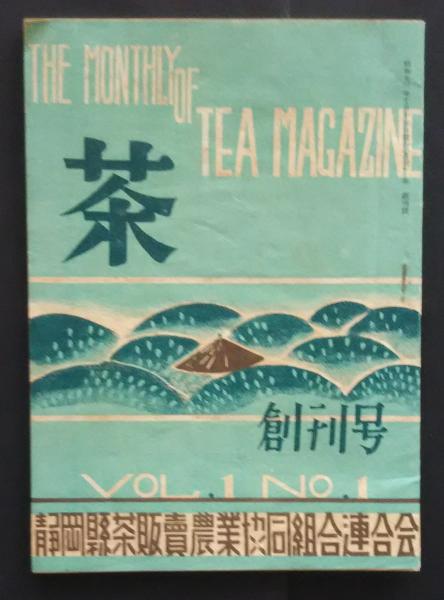 THE MONTHLY
OF
TEA MAGAZINE
茶
創刊号
VOL.1 No.1
静岡縣茶販賣農業協同組合連合会